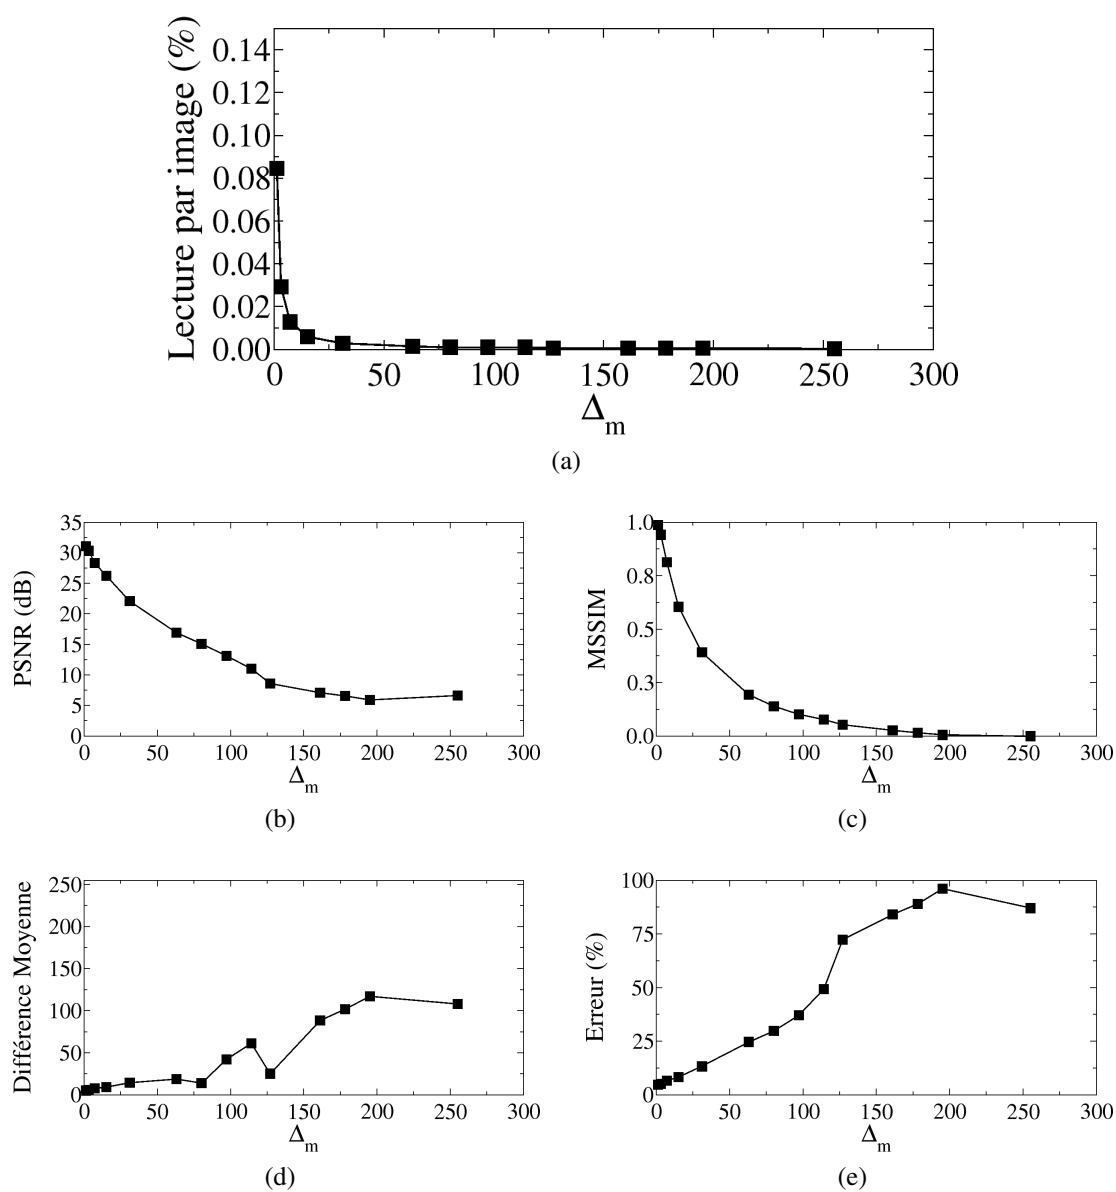 Lecture par image (%)
0.14
0.12
0.10
0.08
0.06
0.04
0.02
0.00
0 50 100 150 200 250 300
Δm
(a)
PSNR (dB)
35
30
25
20
15
10
5
0
0 50 100 150 200 250 300
Δm
(b)
MSSIM
1.0
0.8
0.5
0.3
0.0
0 50 100 150 200 250 300
Δm
(c)
Différence Moyenne
250
200
150
100
50
0
0 50 100 150 200 250 300
Δm
(d)
Erreur (%)
100
75
50
25
0
0 50 100 150 200 250 300
Δm
(e)